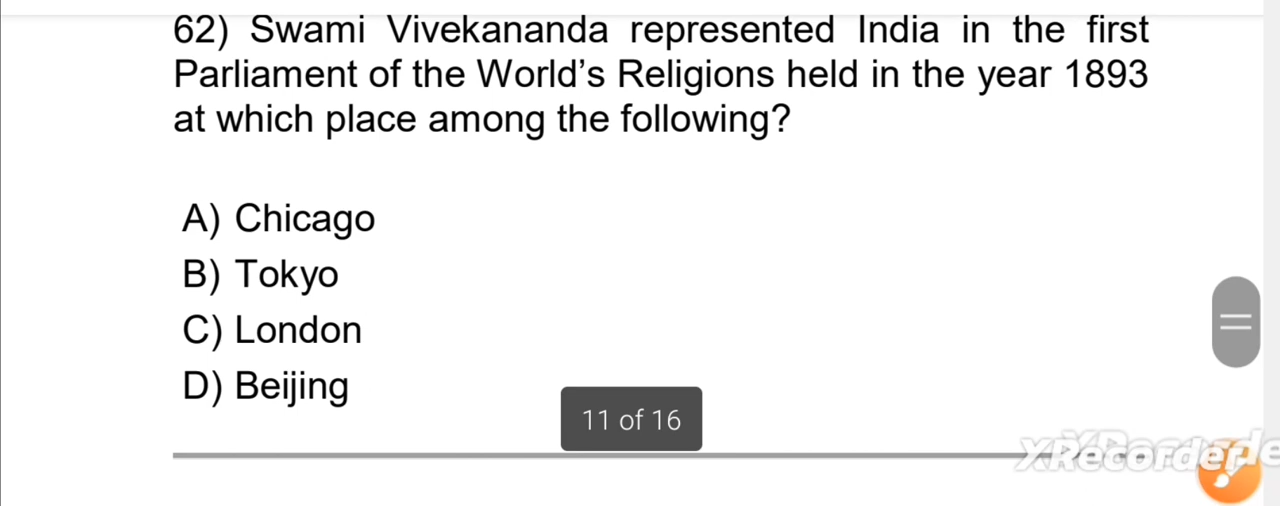 62) Swami Vivekananda represented India in the first
Parliament of the World's Religions held in the year 1893
at which place among the following?
A) Chicago
B) Tokyo
C) London
D) Beijing
11 of 16
XRecorder